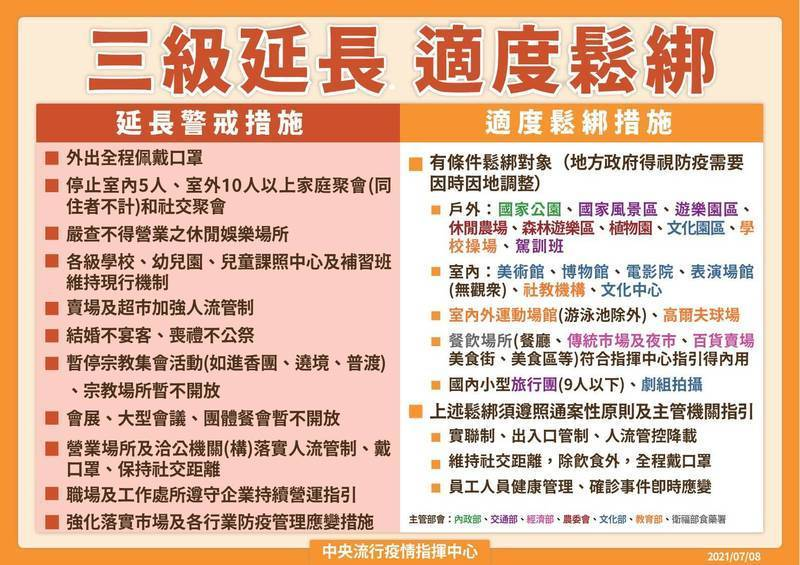 三級延長 適度鬆綁
延長警戒措施
外出全程佩戴口罩
停止室內5人、室外10人以上家庭聚會(同
住者不計)和社交聚會
嚴查不得營業之休閒娛樂場所
各級學校、幼兒園、兒童課照中心及補習班
維持現行機制
賣場及超市加強人流管制
結婚不宴客、喪禮不公祭
暫停宗教集會活動(如進香團、遶境、普渡)
、宗教場所暫不開放
會展、大型會議、團體餐會暫不開放
營業場所及洽公機關(構)落實人流管制、戴
口罩、保持社交距離
職場及工作處所遵守企業持續營運指引
強化落實市場及各行業防疫管理應變措施
適度鬆綁措施
有條件鬆綁對象（地方政府得視防疫需要
因時因地調整）
戶外：國家公園、國家風景區、遊樂園區、
休閒農場、森林遊樂區、植物園、文化園區、學
校操場、駕訓班
室內：美術館、博物館、電影院、表演場館
(無觀眾)、社教機構、文化中心
室內外運動場館(游泳池除外)、高爾夫球場
餐飲場所(餐廳、傳統市場及夜市、百貨賣場
美食街、美食區等)符合指揮中心指引得內用
國內小型旅行團(9人以下)、劇組拍攝
上述鬆綁須遵照通案性原則及主管機關指引
實聯制、出入口管制、人流管控降載
維持社交距離，除飲食外，全程戴口罩
員工人員健康管理、確診事件即時應變
主管部會：內政部、交通部、經濟部、農委會、文化部、教育部、衛福部食藥署
中央流行疫情指揮中心
2021/07/08